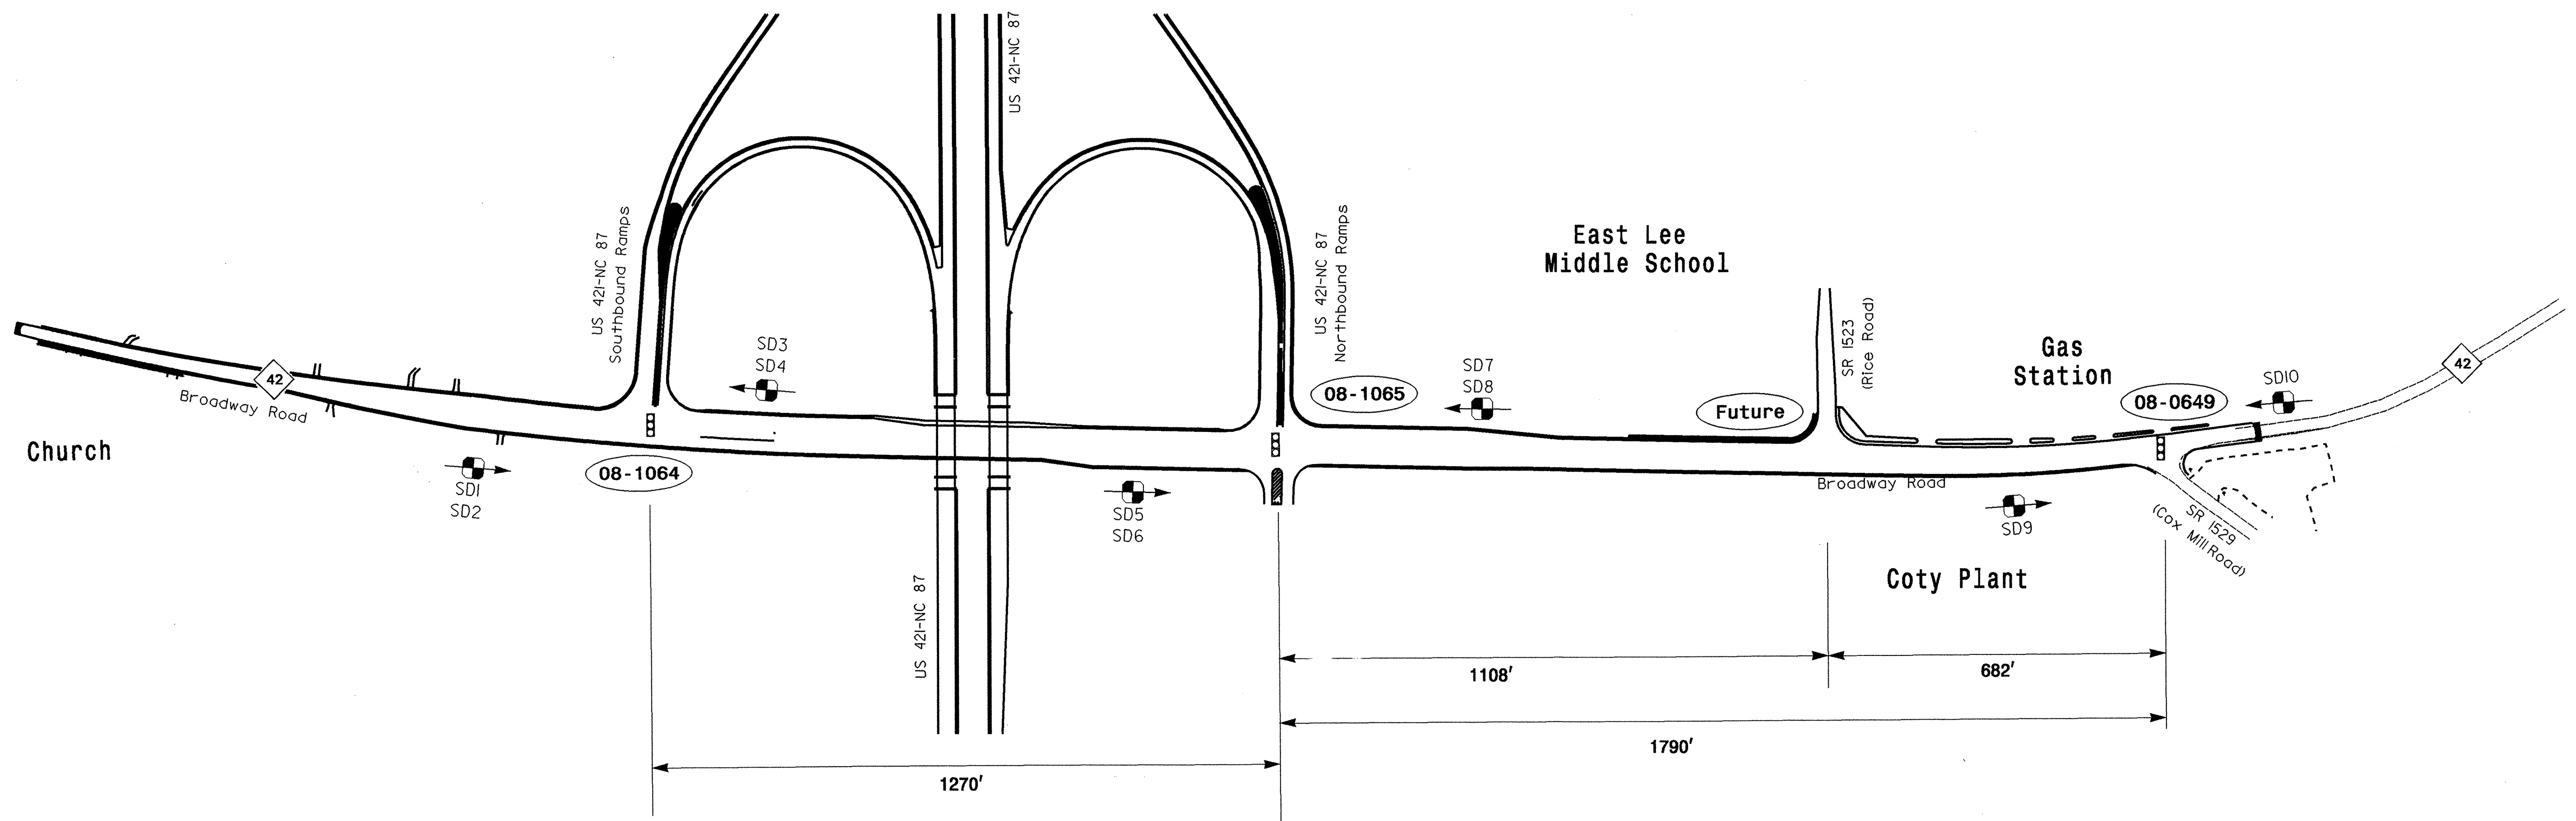 US 421-NC 87
US 421-NC 87
Southbound Ramps
US 421-NC 87
Northbound Ramps
East Lee
Middle School
SR 1523
(Rice Road)
Gas
Station
42
SD10
08-0649
42
Broadway Road
Church
SD3
SD4
SD7
SD8
08-1065
Future
SD1
SD2
08-1064
SD5
SD6
Broadway Road
SD9
SR 1529
(Cox Mill Road)
Coty Plant
US 421-NC 87
1108'
682'
1790'
1270'